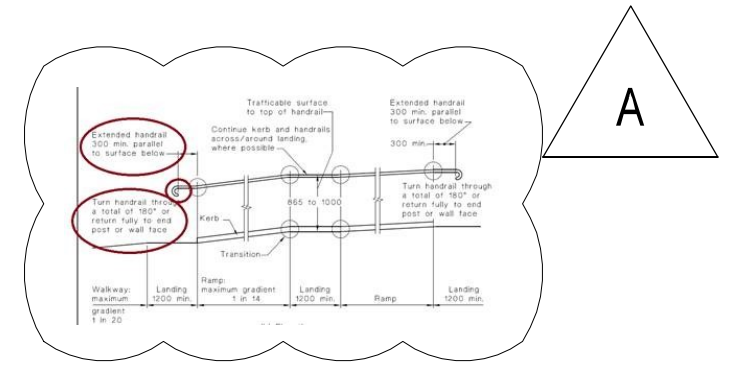 A
Trafficable surface
to top of handrail
Extended handrail
300 min. parallel
to surface below
Extended handrail
300 min. parallel
to surface below
Continue kerb and handrails
across/around landing,
where possible
300 min.
Turn handrail through
a total of 180° or
return fully to end
post or wall face
865 to 1000
Turn handrail through
a total of 180° or
return fully to end
post or wall face
Kerb
Transition
Walkway:
maximum
gradient
1 in 20
Landing
1200 min.
Ramp:
maximum gradient
1 in 14
Landing
1200 min.
Ramp
Landing
1200 min.